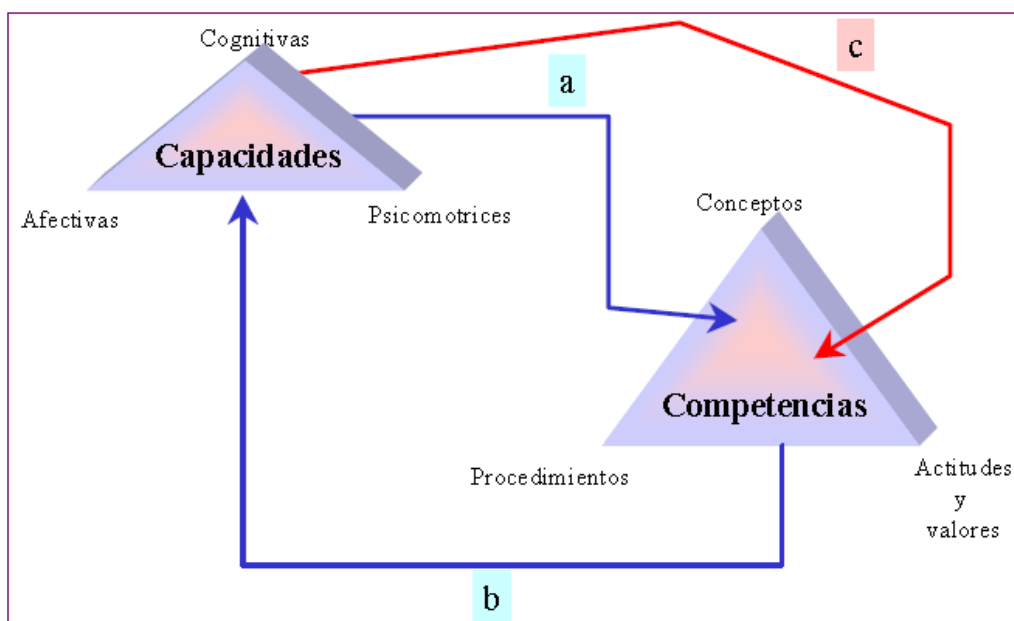 Cognitivas
c
a
Capacidades
Afectivas
Psicomotrices
Conceptos
Competencias
Procedimientos
Actitudes
y
valores
b